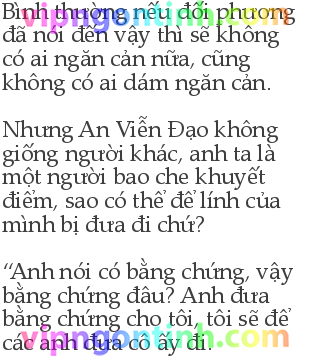 Bình thường nếu đối phương
vipngontinh.com
đã nói đến vậy thì sẽ không
có ai ngăn cản nữa, cũng
không có ai dám ngăn cản.
Nhưng An Viễn Đạo không
giống người khác, anh ta là
một người bao che khuyết
điểm, sao có thể để lính của
mình bị đưa đi chứ?
“Anh nói có bằng chứng, vậy
bằng chứng đâu? Anh đưa
bằng chứng cho tôi, tôi sẽ để
các anh đưa cô ấy đi.
vipngontinh.com